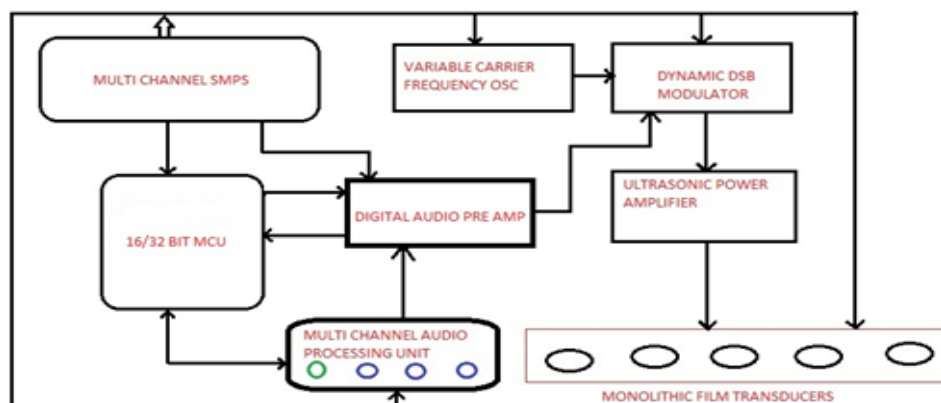 MULTI CHANNEL SMPS
VARIABLE CARRIER
FREQUENCY OSC
DYNAMIC DSB
MODULATOR
16/32 BIT MCU
DIGITAL AUDIO PRE AMP
ULTRASONIC POWER
AMPLIFIER
MULTI CHANNEL AUDIO
PROCESSING UNIT
MONOLITHIC FILM TRANSDUCERS